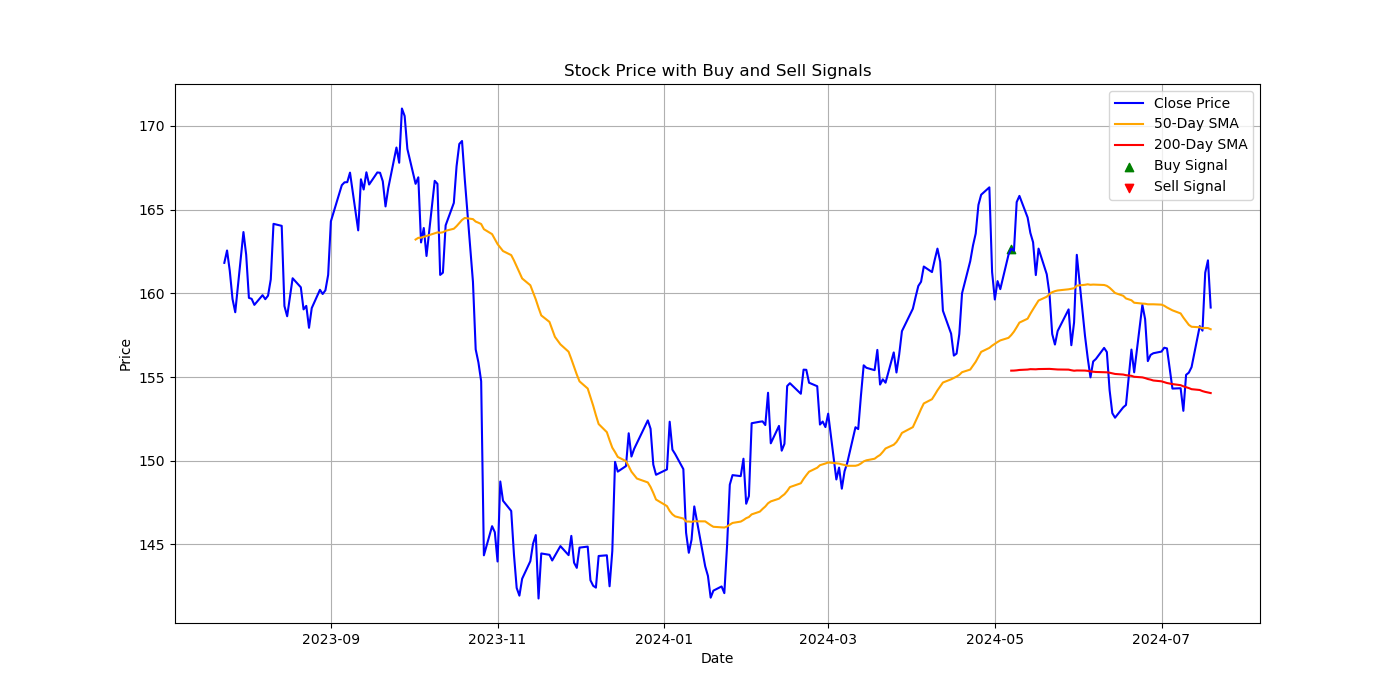 Stock Price with Buy and Sell Signals
Close Price
50-Day SMA
200-Day SMA
Buy Signal
Sell Signal
170
165
160
155
150
145
Price
2023-09 2023-11 2024-01 2024-03 2024-05 2024-07
Date